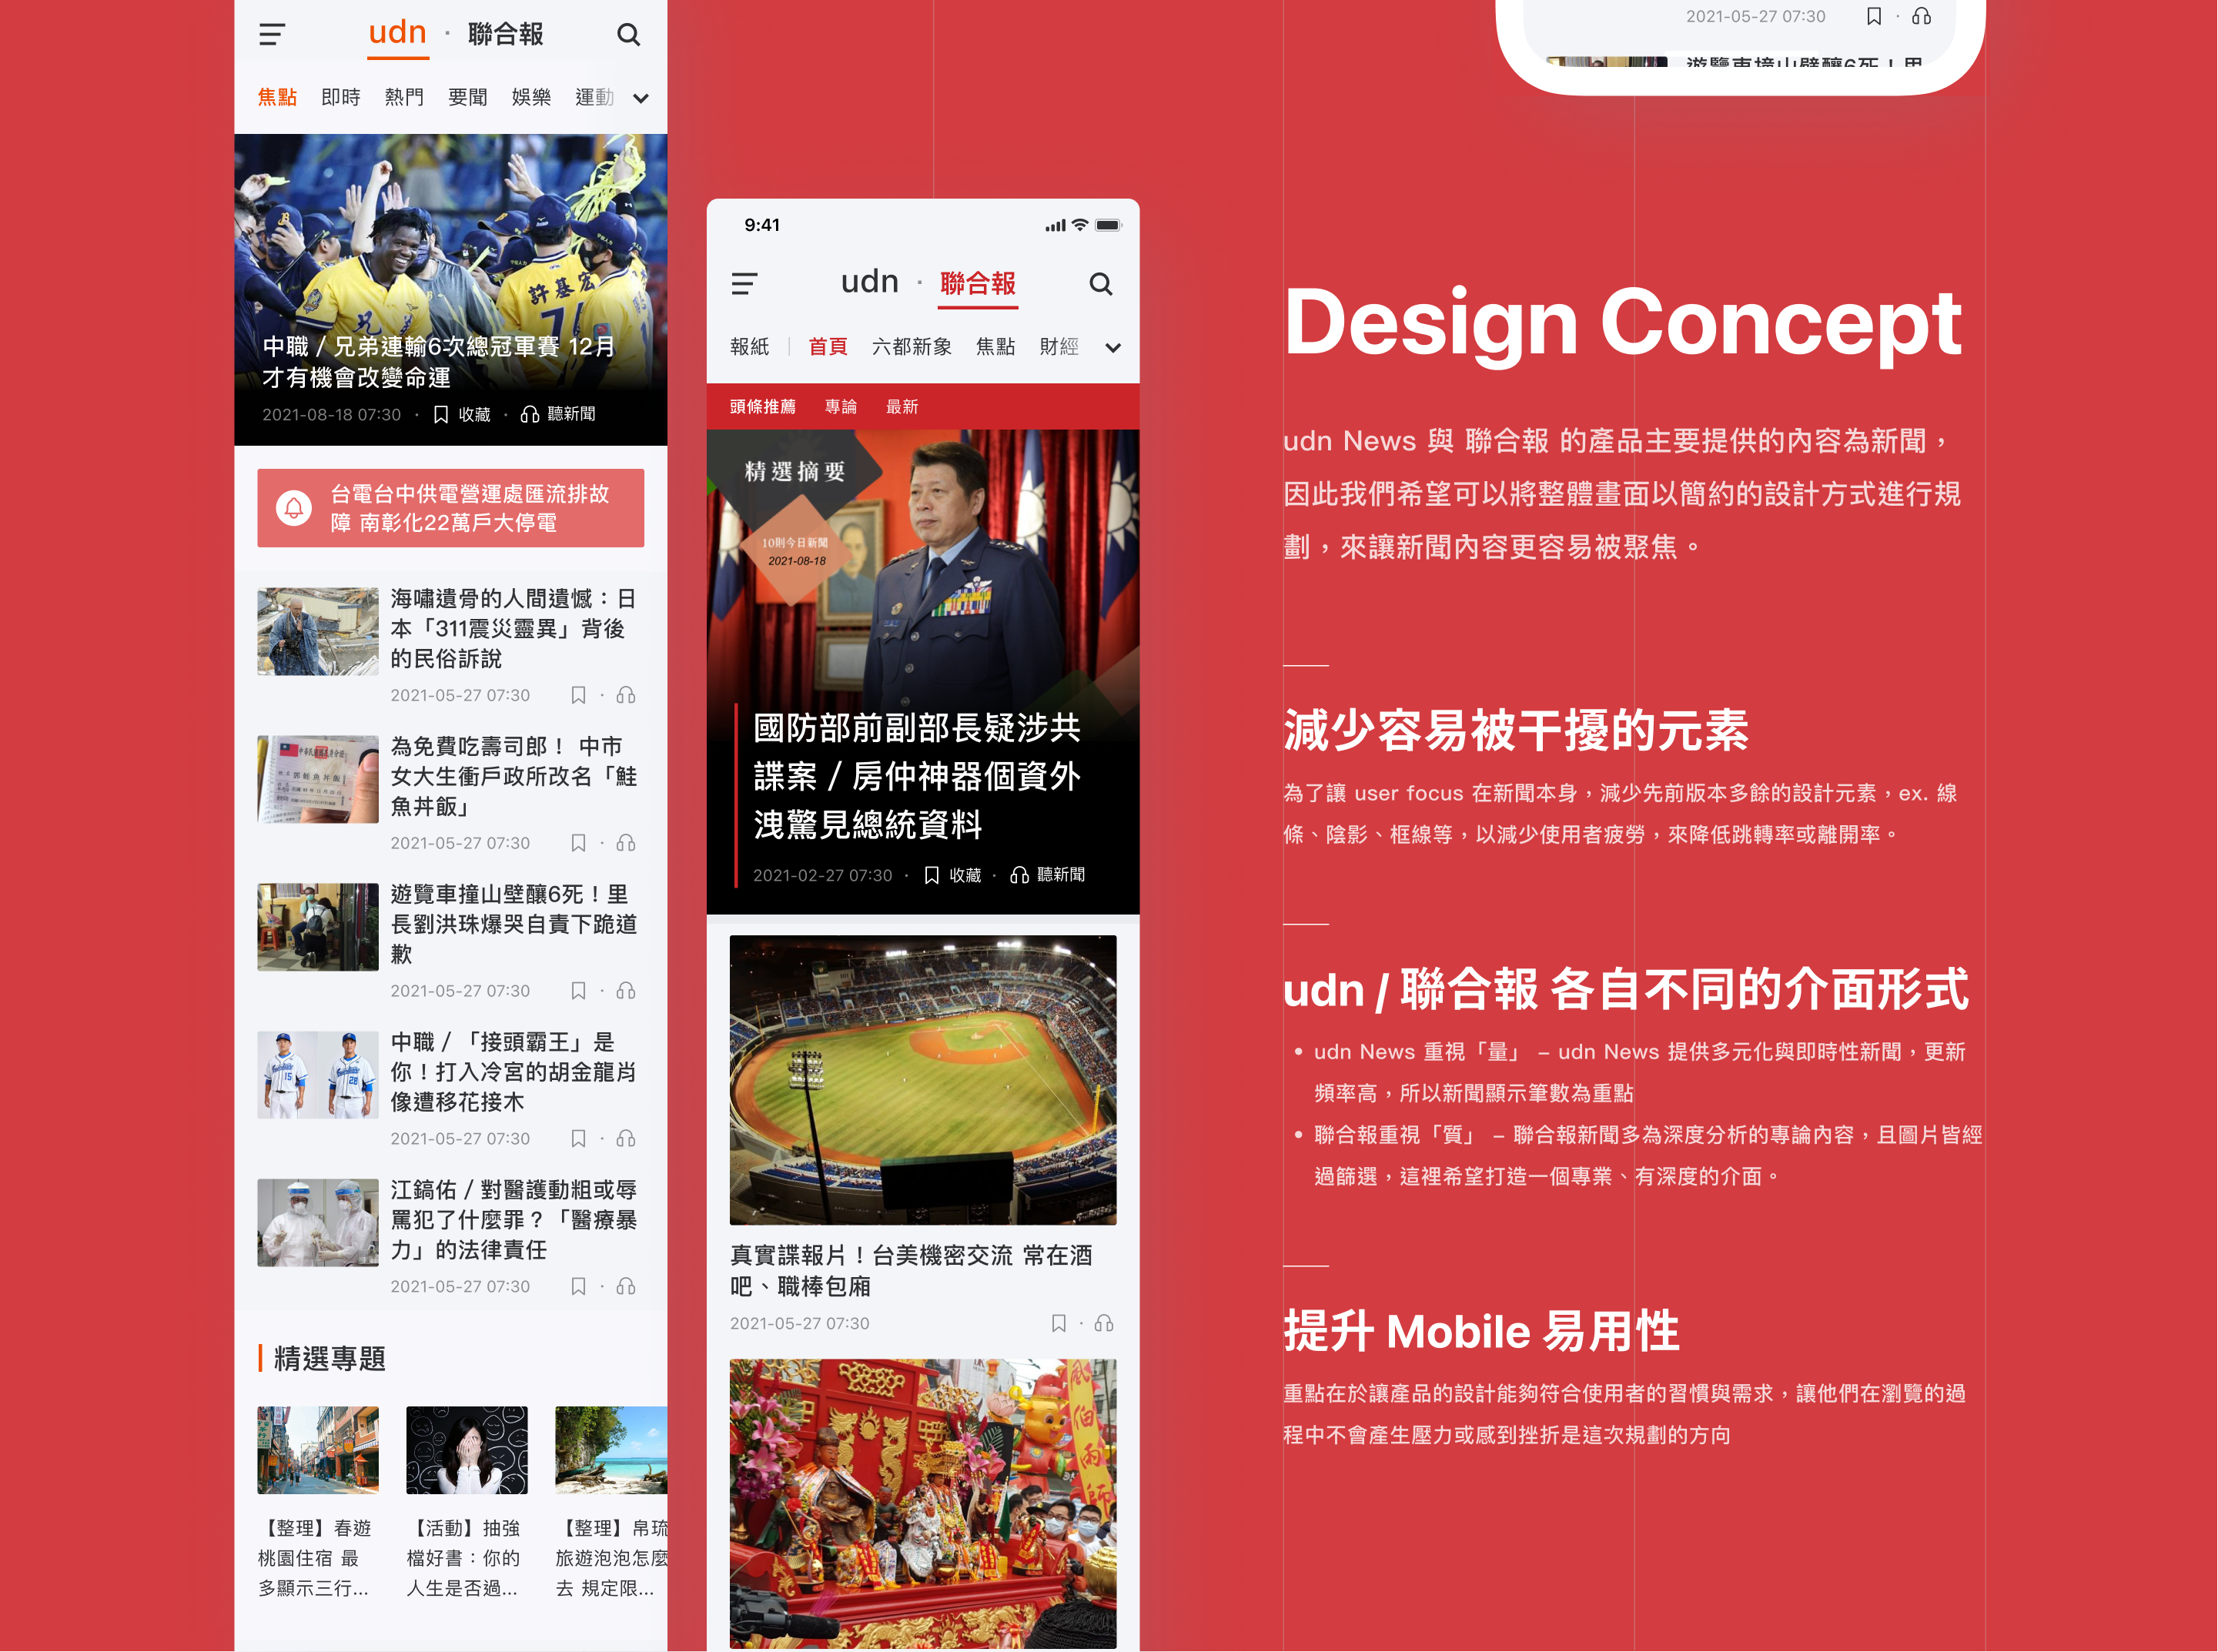 udn · 聯合報
焦點 即時 熱門 要聞 娛樂 運動
許基宏
中職 / 兄弟連輸6次總冠軍賽 12月
才有機會改變命運
2021-08-18 07:30 · 收藏 · 聽新聞
台電台中供電營運處匯流排故
障 南彰化22萬戶大停電
海嘯遺骨的人間遺憾：日
本「311震災靈異」背後
的民俗訴說
2021-05-27 07:30
為免費吃壽司郎！ 中市
女大生衝戶政所改名「鮭
魚丼飯」
2021-05-27 07:30
遊覽車撞山壁釀6死！里
長劉洪珠爆哭自責下跪道
歉
2021-05-27 07:30
中職 / 「接頭霸王」是
你！打入冷宮的胡金龍肖
像遭移花接木
2021-05-27 07:30
江鎬佑 / 對醫護動粗或辱
罵犯了什麼罪？「醫療暴
力」的法律責任
2021-05-27 07:30
精選專題
【整理】春遊
桃園住宿 最
多顯示三行...
【活動】抽強
檔好書：你的
人生是否過...
【整理】帛琉
旅遊泡泡怎麼
去 規定限...
9:41
udn · 聯合報
報紙 | 首頁 六都新象 焦點 財經
頭條推薦 專論 最新
精選摘要
10則今日新聞
2021-08-18
國防部前副部長疑涉共
諜案 / 房仲神器個資外
洩驚見總統資料
2021-02-27 07:30 · 收藏 · 聽新聞
真實諜報片！台美機密交流 常在酒
吧、職棒包廂
2021-05-27 07:30
2021-05-27 07:30
遊覽車撞山壁釀6死！里
Design Concept
udn News 與 聯合報 的產品主要提供的內容為新聞，
因此我們希望可以將整體畫面以簡約的設計方式進行規
劃，來讓新聞內容更容易被聚焦。
減少容易被干擾的元素
為了讓 user focus 在新聞本身，減少先前版本多餘的設計元素，ex. 線
條、陰影、框線等，以減少使用者疲勞，來降低跳轉率或離開率。
udn / 聯合報 各自不同的介面形式
• udn News 重視「量」 – udn News 提供多元化與即時性新聞，更新
頻率高，所以新聞顯示筆數為重點
• 聯合報重視「質」 – 聯合報新聞多為深度分析的專論內容，且圖片皆經
過篩選，這裡希望打造一個專業、有深度的介面。
提升 Mobile 易用性
重點在於讓產品的設計能夠符合使用者的習慣與需求，讓他們在瀏覽的過
程中不會產生壓力或感到挫折是這次規劃的方向